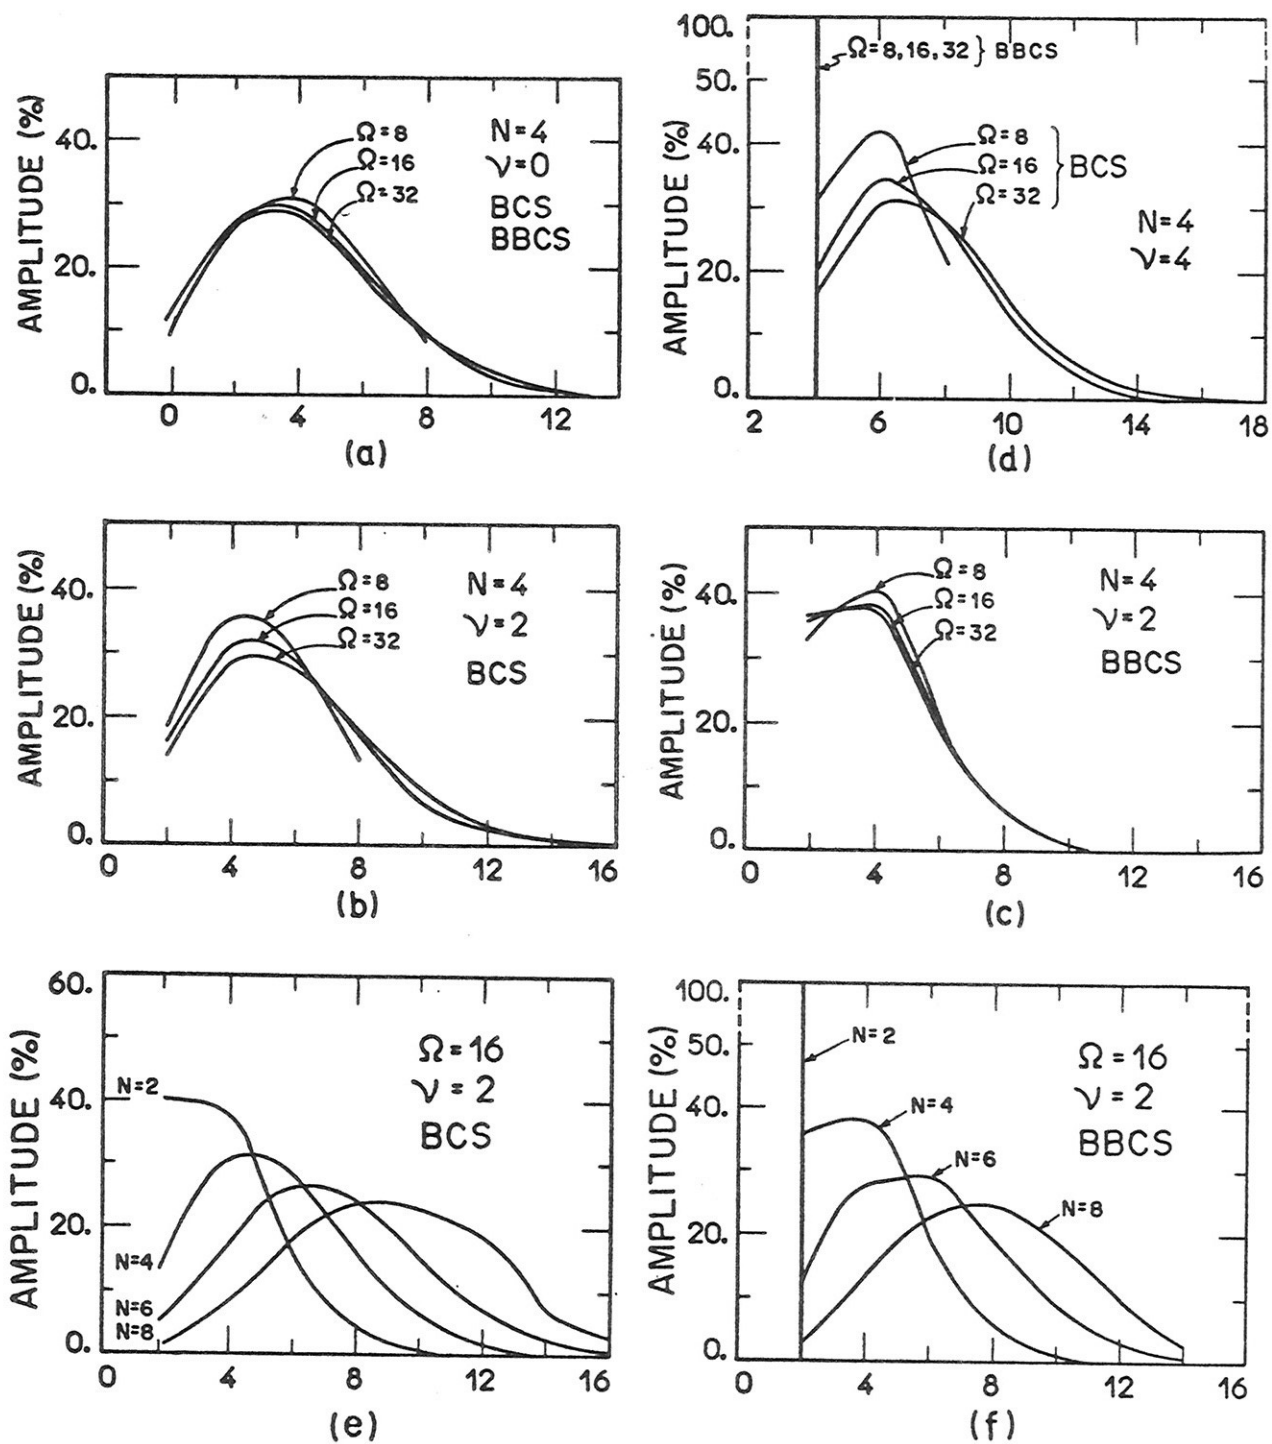 AMPLITUDE (%)
40.
20.
0.
Ω=8
Ω=16
Ω=32
N=4
ν=0
BCS
BBCS
0 4 8 12
(a)
AMPLITUDE (%)
100.
50.
40.
20.
0.
Ω=8,16,32} BBCS
Ω=8
Ω=16
Ω=32
} BCS
N=4
ν=4
2 6 10 14 18
(d)
AMPLITUDE (%)
40.
20.
0.
Ω=8
Ω=16
Ω=32
N=4
ν=2
BCS
0 4 8 12 16
(b)
AMPLITUDE (%)
40.
20.
0.
Ω=8
Ω=16
Ω=32
N=4
ν=2
BBCS
0 4 8 12 16
(c)
AMPLITUDE (%)
60.
40.
20.
0.
N=2
N=4
N=6
N=8
Ω=16
ν=2
BCS
0 4 8 12 16
(e)
AMPLITUDE (%)
100.
50.
40.
20.
0.
N=2
N=4
N=6
N=8
Ω=16
ν=2
BBCS
0 4 8 12 16
(f)